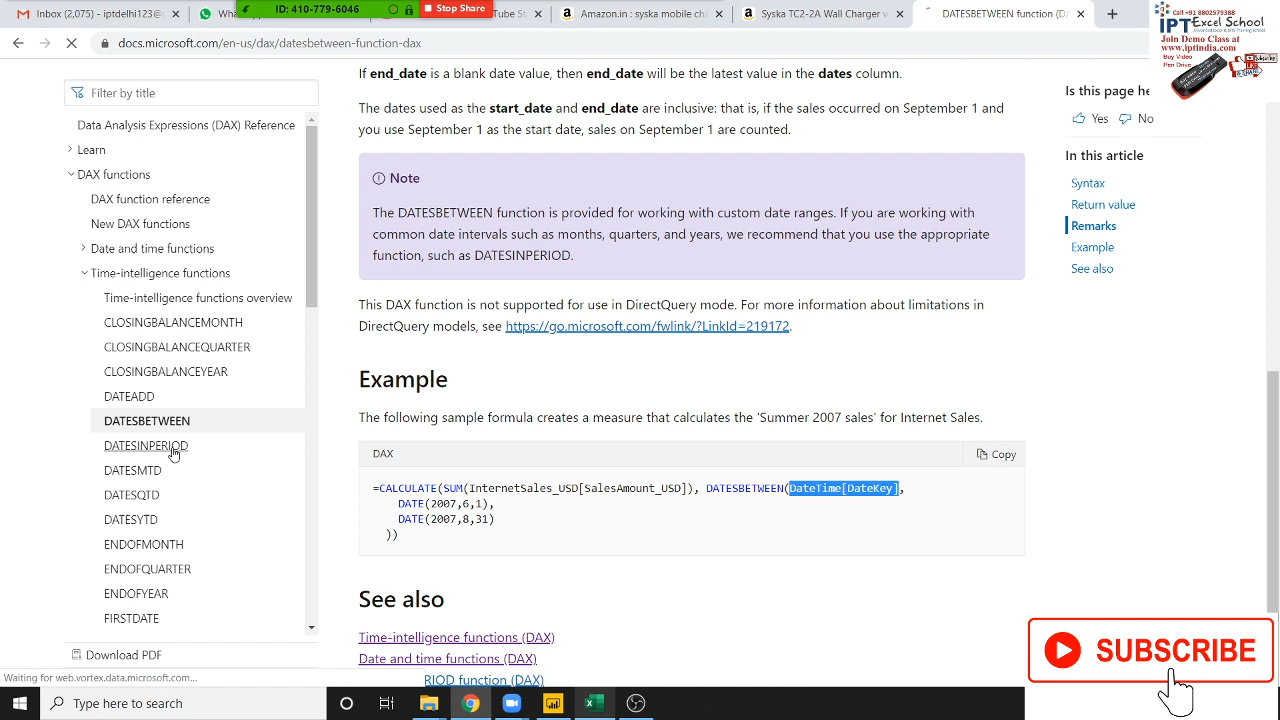 Inbox (2,075) - iptindi
Whats
ID: 410-779-6046
Stop Share
Amazon.in : syska mobile cha
Syska TC2-2A Wall Charger w
DATESBETWEEN function (DA
docs.microsoft.com/en-us/dax/datesbetween-function-dax
Call +91 8802579388
IPT Excel School
Join Demo Class at
www.iptindia.com
Buy Video
Pen Drive
Filter by title
Data Analysis Expressions (DAX) Reference
Learn
DAX functions
DAX function reference
New DAX functions
Date and time functions
Time-intelligence functions
Time-intelligence functions overview
CLOSINGBALANCEMONTH
CLOSINGBALANCEQUARTER
CLOSINGBALANCEYEAR
DATEADD
DATESBETWEEN
DATESINPERIOD
DATESMTD
DATESQTD
DATESYTD
ENDOFMONTH
ENDOFQUARTER
ENDOFYEAR
FIRSTDATE
Download PDF
If end_date is a blank date value, then end_date will be the latest value in the dates column.
The dates used as the start_date and end_date are inclusive: that is, if the sales occurred on September 1 and
you use September 1 as the start date, sales on September 1 are counted.
Note
The DATESBETWEEN function is provided for working with custom date ranges. If you are working with
common date intervals such as months, quarters, and years, we recommend that you use the appropriate
function, such as DATESINPERIOD.
This DAX function is not supported for use in DirectQuery mode. For more information about limitations in
DirectQuery models, see https://go.microsoft.com/fwlink/?LinkId=219172.
Example
The following sample formula creates a measure that calculates the 'Summer 2007 sales' for Internet Sales.
DAX
Copy
=CALCULATE(SUM(InternetSales_USD[SalesAmount_USD]), DATESBETWEEN(DateTime[DateKey],
DATE(2007,6,1),
DATE(2007,8,31)
))
See also
Time-intelligence functions (DAX)
Date and time functions (DAX)
RIOD function (DAX)
Is this page h
Yes No
In this article
Syntax
Return value
Remarks
Example
See also
SUBSCRIBE
Waiting for web.vortex.data.microsoft.com...
Type here to search